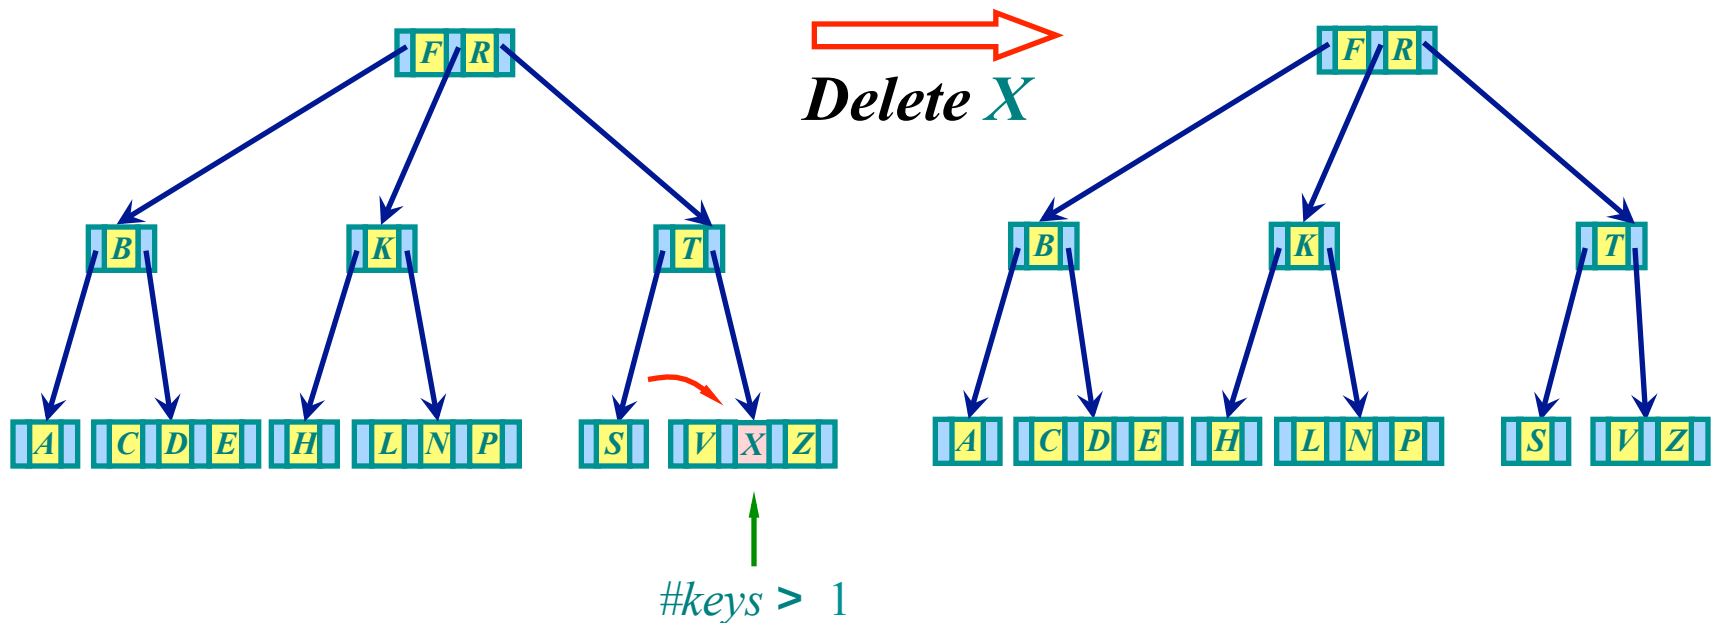 F R
Delete X
F R
B K T
B K T
A C D E H L N P S V X Z
A C D E H L N P S V Z
#keys > 1